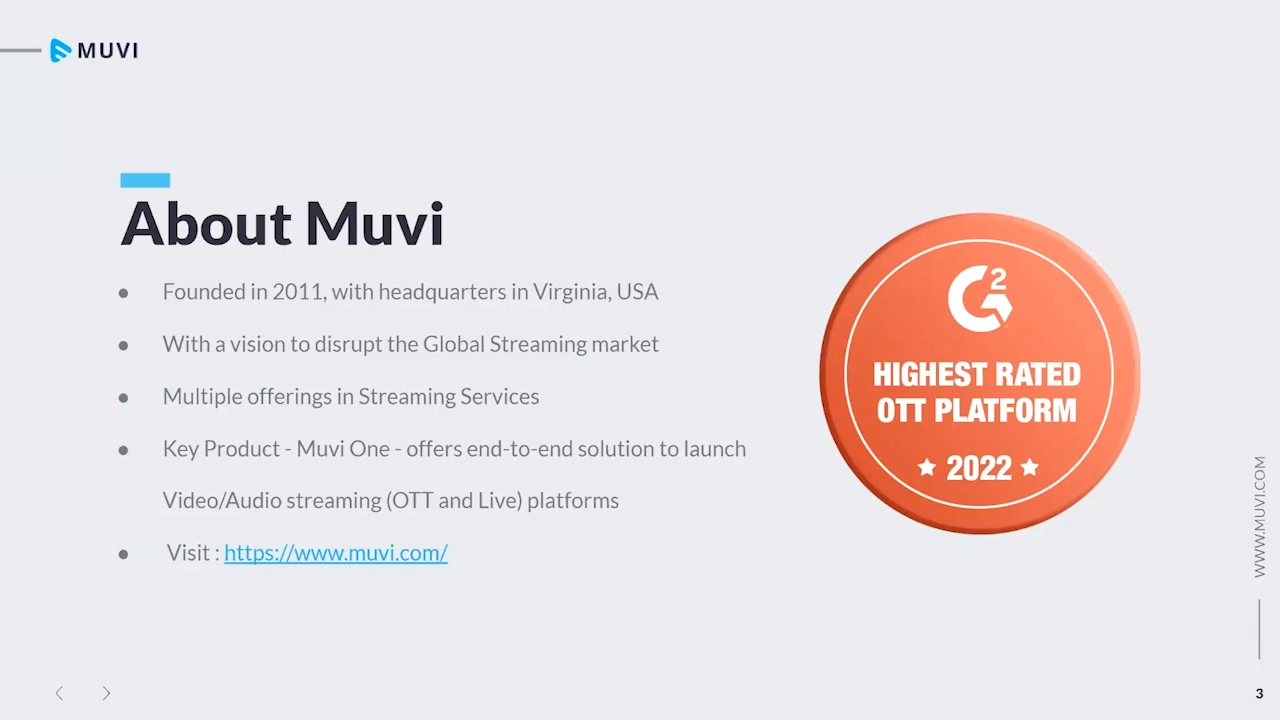 MUVI
About Muvi
● Founded in 2011, with headquarters in Virginia, USA
● With a vision to disrupt the Global Streaming market
● Multiple offerings in Streaming Services
● Key Product - Muvi One - offers end-to-end solution to launch
Video/Audio streaming (OTT and Live) platforms
● Visit : https://www.muvi.com/
G2
HIGHEST RATED
OTT PLATFORM
★ 2022 ★
WWW.MUVI.COM
3